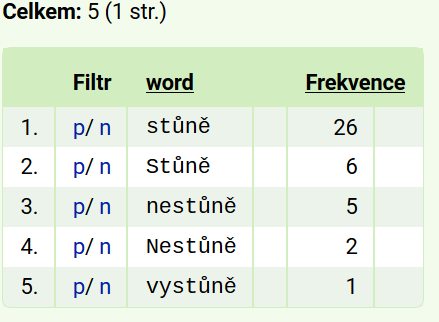 Celkem: 5 (1 str.)
Filtr word Frekvence
1. p/ n stůně 26
2. p/ n Stůně 6
3. p/ n nestůně 5
4. p/ n Nestůně 2
5. p/ n vystůně 1